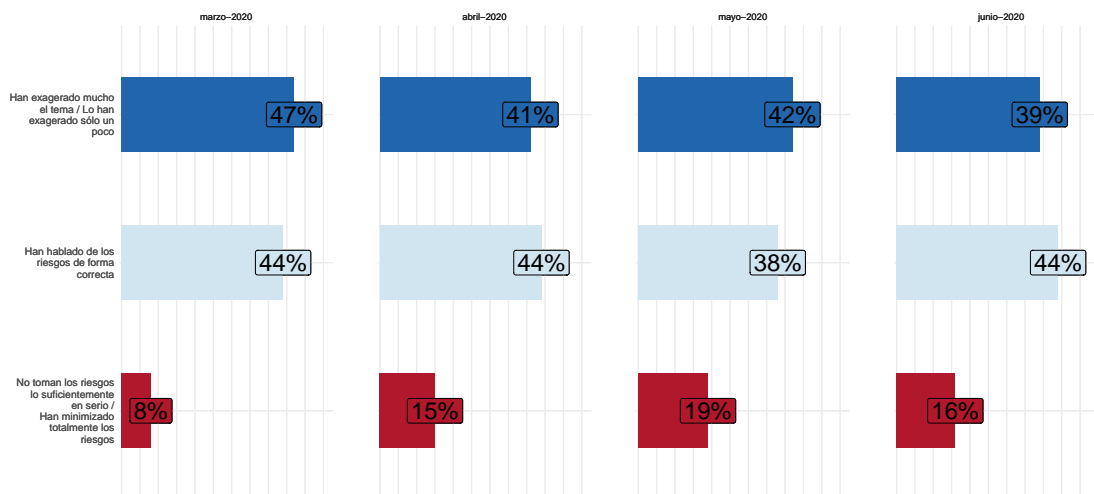 marzo–2020
abril–2020
mayo–2020
junio–2020
Han exagerado mucho
el tema / Lo han
exagerado sólo un
poco
47%
41%
42%
39%
Han hablado de los
riesgos de forma
correcta
44%
44%
38%
44%
No toman los riesgos
lo suficientemente
en serio /
Han minimizado
totalmente los
riesgos
8%
15%
19%
16%